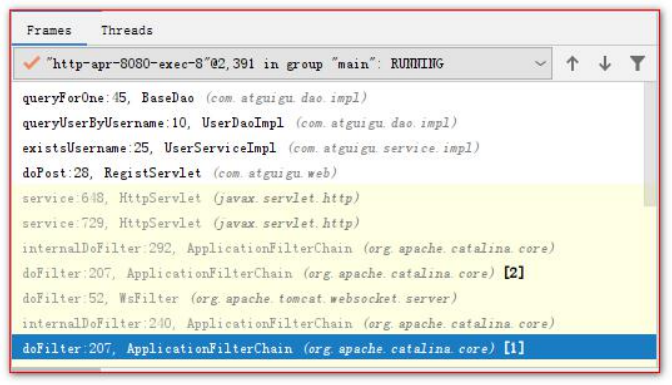 Frames Threads
"http-apr-8080-exec-8"@2,391 in group "main": RUNNING
queryForOne:45, BaseDao (com.atguigu.dao.impl)
queryUserByUsername:10, UserDaoImpl (com.atguigu.dao.impl)
existsUsername:25, UserServiceImpl (com.atguigu.service.impl)
doPost:28, RegistServlet (com.atguigu.web)
service:648, HttpServlet (javax.servlet.http)
service:729, HttpServlet (javax.servlet.http)
internalDoFilter:292, ApplicationFilterChain (org.apache.catalina.core)
doFilter:207, ApplicationFilterChain (org.apache.catalina.core) [2]
doFilter:52, WsFilter (org.apache.tomcat.websocket.server)
internalDoFilter:240, ApplicationFilterChain (org.apache.catalina.core)
doFilter:207, ApplicationFilterChain (org.apache.catalina.core) [1]